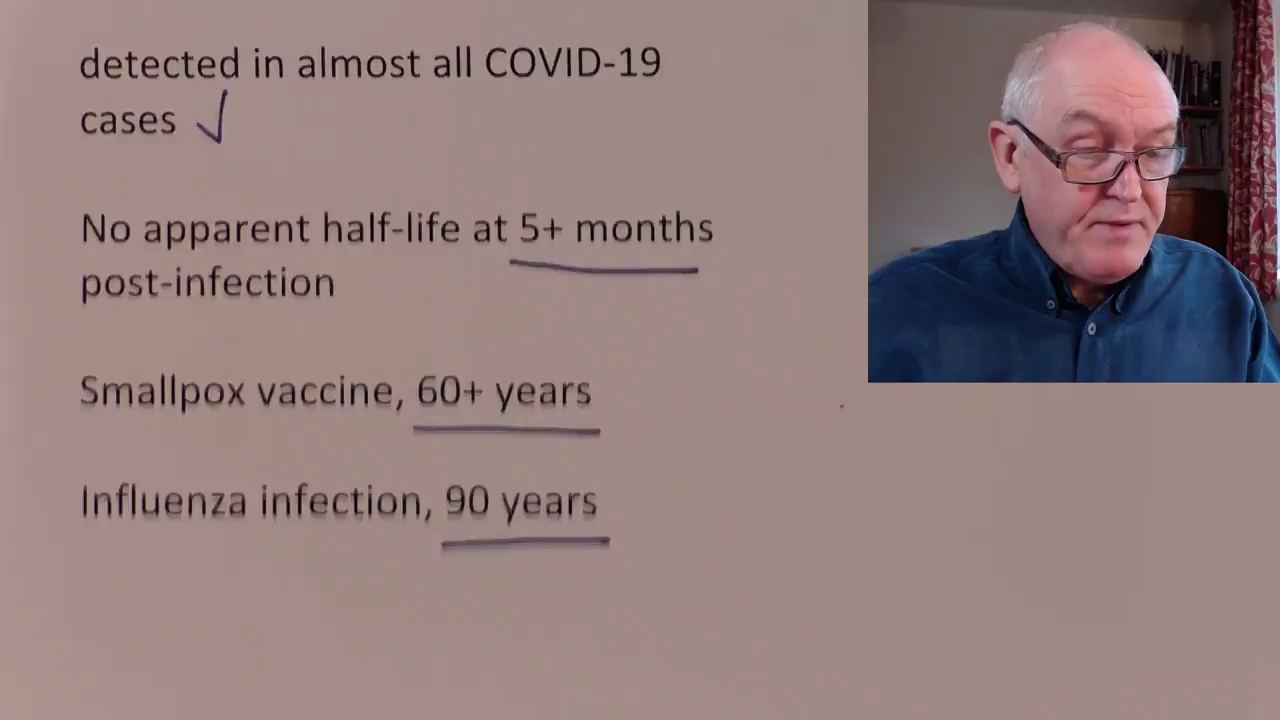 detected in almost all COVID-19
cases
No apparent half-life at 5+ months
post-infection
Smallpox vaccine, 60+ years
Influenza infection, 90 years